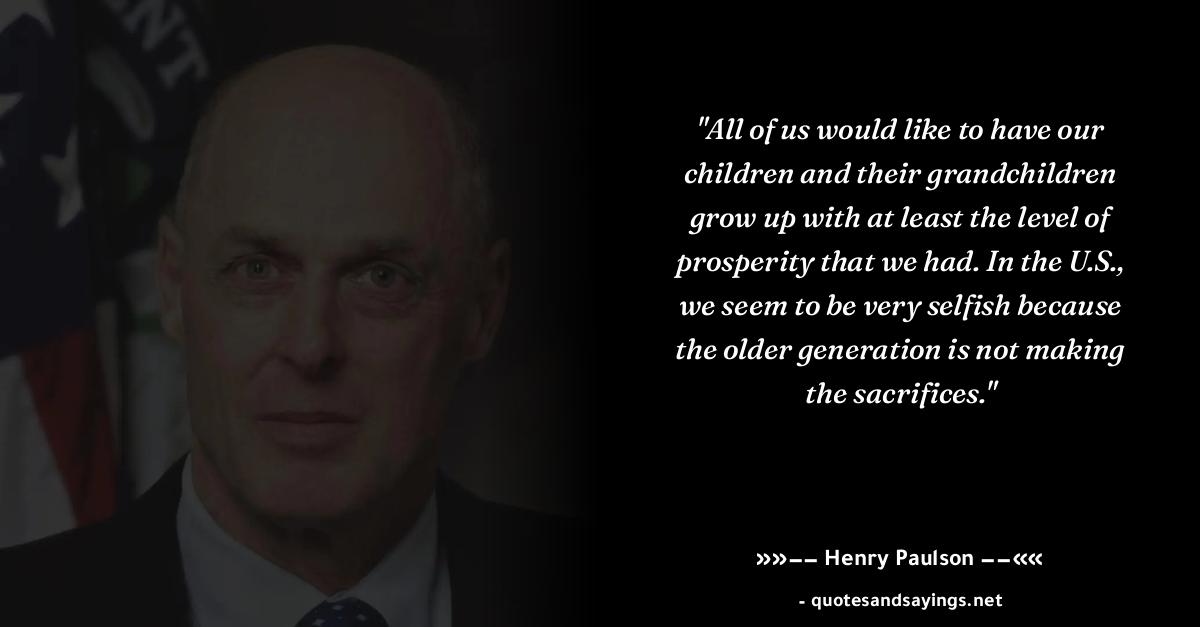 NT
"All of us would like to have our
children and their grandchildren
grow up with at least the level of
prosperity that we had. In the U.S.,
we seem to be very selfish because
the older generation is not making
the sacrifices."
»»−− Henry Paulson −−««
- quotesandsayings.net